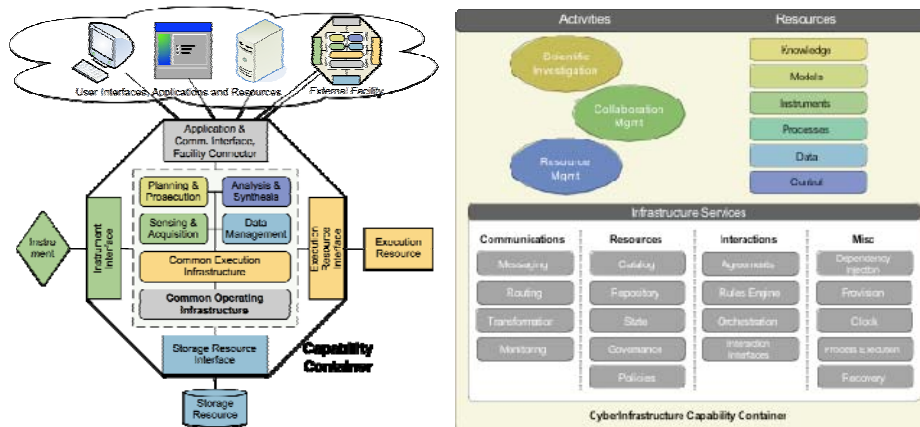 User Interfaces, Applications and Resources
External Facility
Application &
Comm. Interface,
Facility Connector
Planning &
Prosecution
Analysis &
Synthesis
Sensing &
Acquisition
Data
Management
Common Execution
Infrastructure
Common Operating
Infrastructure
Instru
ment
Instrument
Interface
Execution
Resource
Interface
Execution
Resource
Storage Resource
Interface
Capability
Container
Storage
Resource
Activities
Resources
Scientific
Investigation
Collaboration
Mgmt
Resource
Mgmt
Knowledge
Models
Instruments
Processes
Data
Control
Infrastructure Services
Communications
Resources
Interactions
Misc
Messaging
Routing
Transformation
Monitoring
Catalog
Repository
State
Governance
Policies
Agreements
Rules Engine
Orchestration
Interaction
Interfaces
Dependency
Injection
Provision
Clock
Process Execution
Recovery
CyberInfrastructure Capability Container